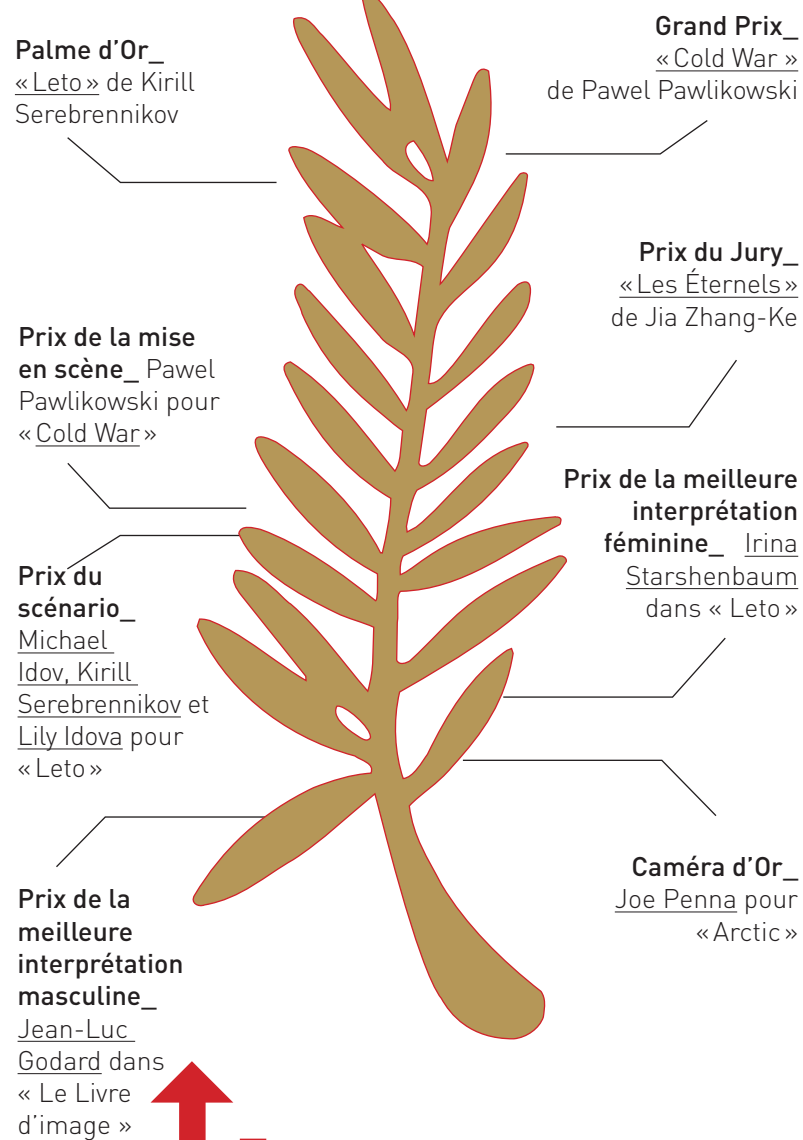 Palme d’Or_
« Leto » de Kirill
Serebrennikov
Grand Prix_
« Cold War »
de Pawel Pawlikowski
Prix du Jury_
« Les Éternels »
de Jia Zhang-Ke
Prix de la mise
en scène_ Pawel
Pawlikowski pour
« Cold War »
Prix de la meilleure
interprétation
féminine_ Irina
Starshenbaum
dans « Leto »
Prix du
scénario_
Michael
Idov, Kirill
Serebrennikov et
Lily Idova pour
« Leto »
Caméra d’Or_
Joe Penna pour
« Arctic »
Prix de la
meilleure
interprétation
masculine_
Jean-Luc
Godard dans
« Le Livre
d’image »